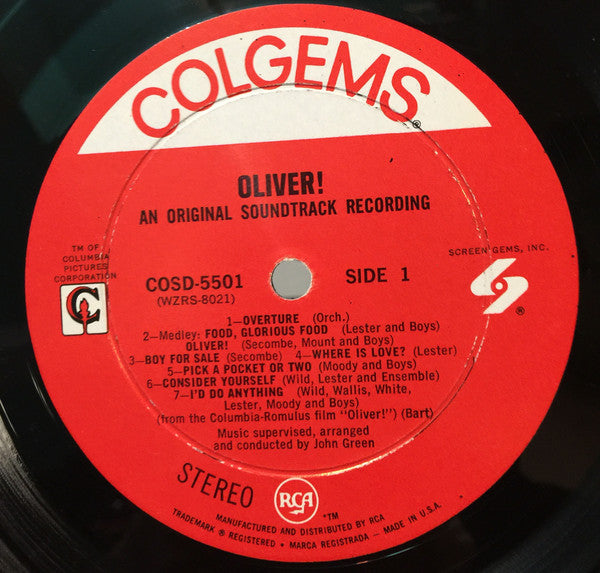 COLGEMS®
OLIVER!
AN ORIGINAL SOUNDTRACK RECORDING
TM OF
COLUMBIA
PICTURES
CORPORATION
SCREEN GEMS, INC.
®
COSD-5501
(WZRS-8021)
SIDE 1
1—OVERTURE (Orch.)
2—Medley: FOOD, GLORIOUS FOOD (Lester and Boys)
OLIVER! (Secombe, Mount and Boys)
3—BOY FOR SALE (Secombe) 4—WHERE IS LOVE? (Lester)
5—PICK A POCKET OR TWO (Moody and Boys)
6—CONSIDER YOURSELF (Wild, Lester and Ensemble)
7—I'D DO ANYTHING (Wild, Wallis, White,
Lester, Moody and Boys)
(from the Columbia-Romulus film "Oliver!") (Bart)
Music supervised, arranged
and conducted by John Green
STEREO
RCA
™
MANUFACTURED AND DISTRIBUTED BY RCA
TRADEMARK ® REGISTERED • MARCA REGISTRADA — MADE IN U.S.A.